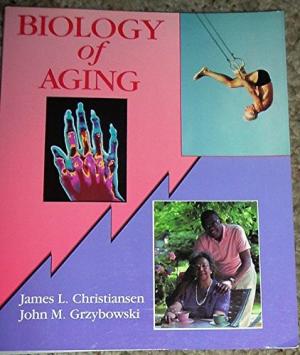 BIOLOGY
of
AGING
James L. Christiansen
John M. Grzybowski